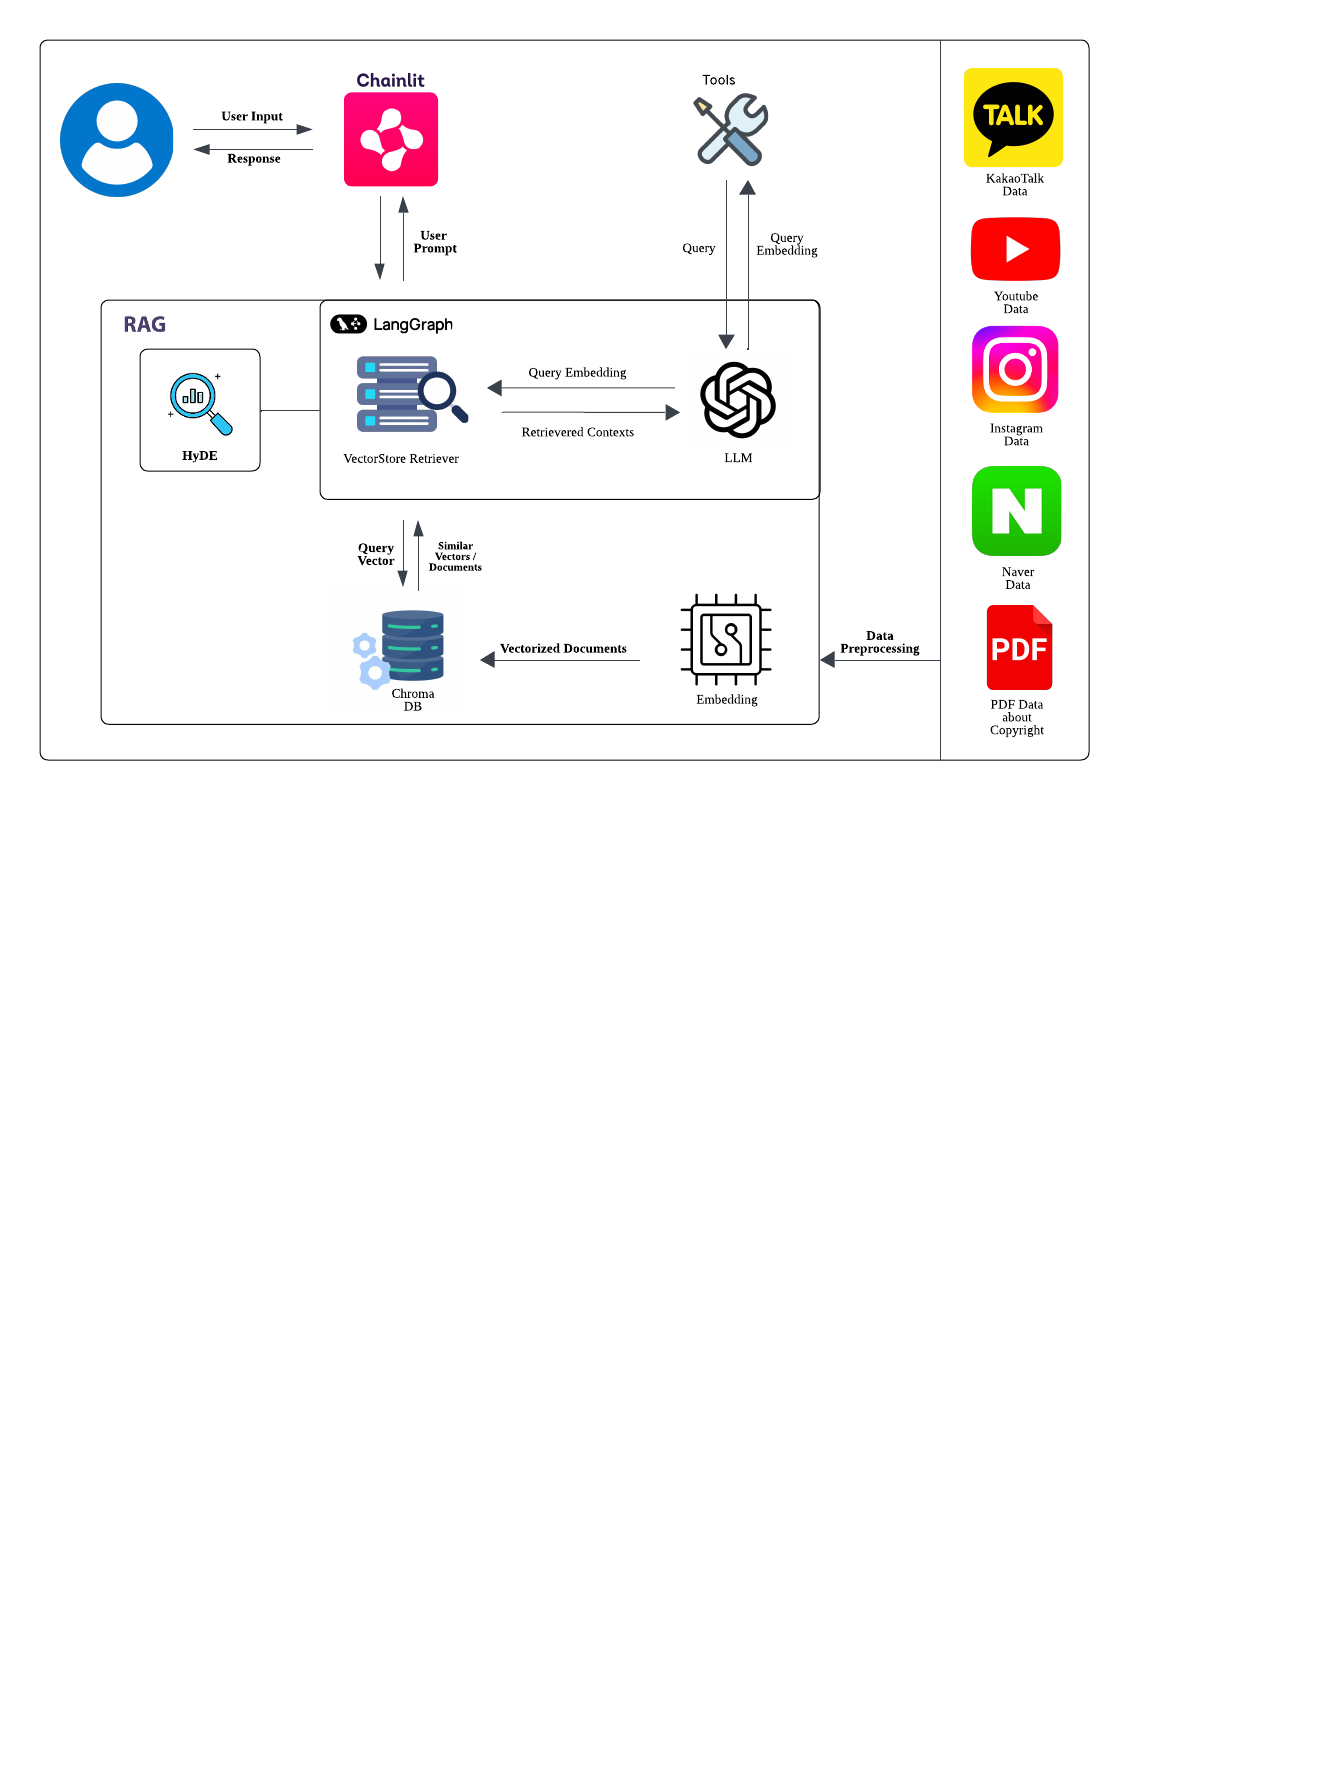 Chainlit
Tools
TALK
User Input
Response
KakaoTalk
Data
User
Prompt
Query
Query
Embedding
Youtube
Data
RAG
LangGraph
Query Embedding
Retrievered Contexts
VectorStore Retriever
LLM
HyDE
Instagram
Data
N
Naver
Data
Query
Vector
Similar
Vectors /
Documents
Vectorized Documents
Data
Preprocessing
Chroma
DB
Embedding
PDF
PDF Data
about
Copyright